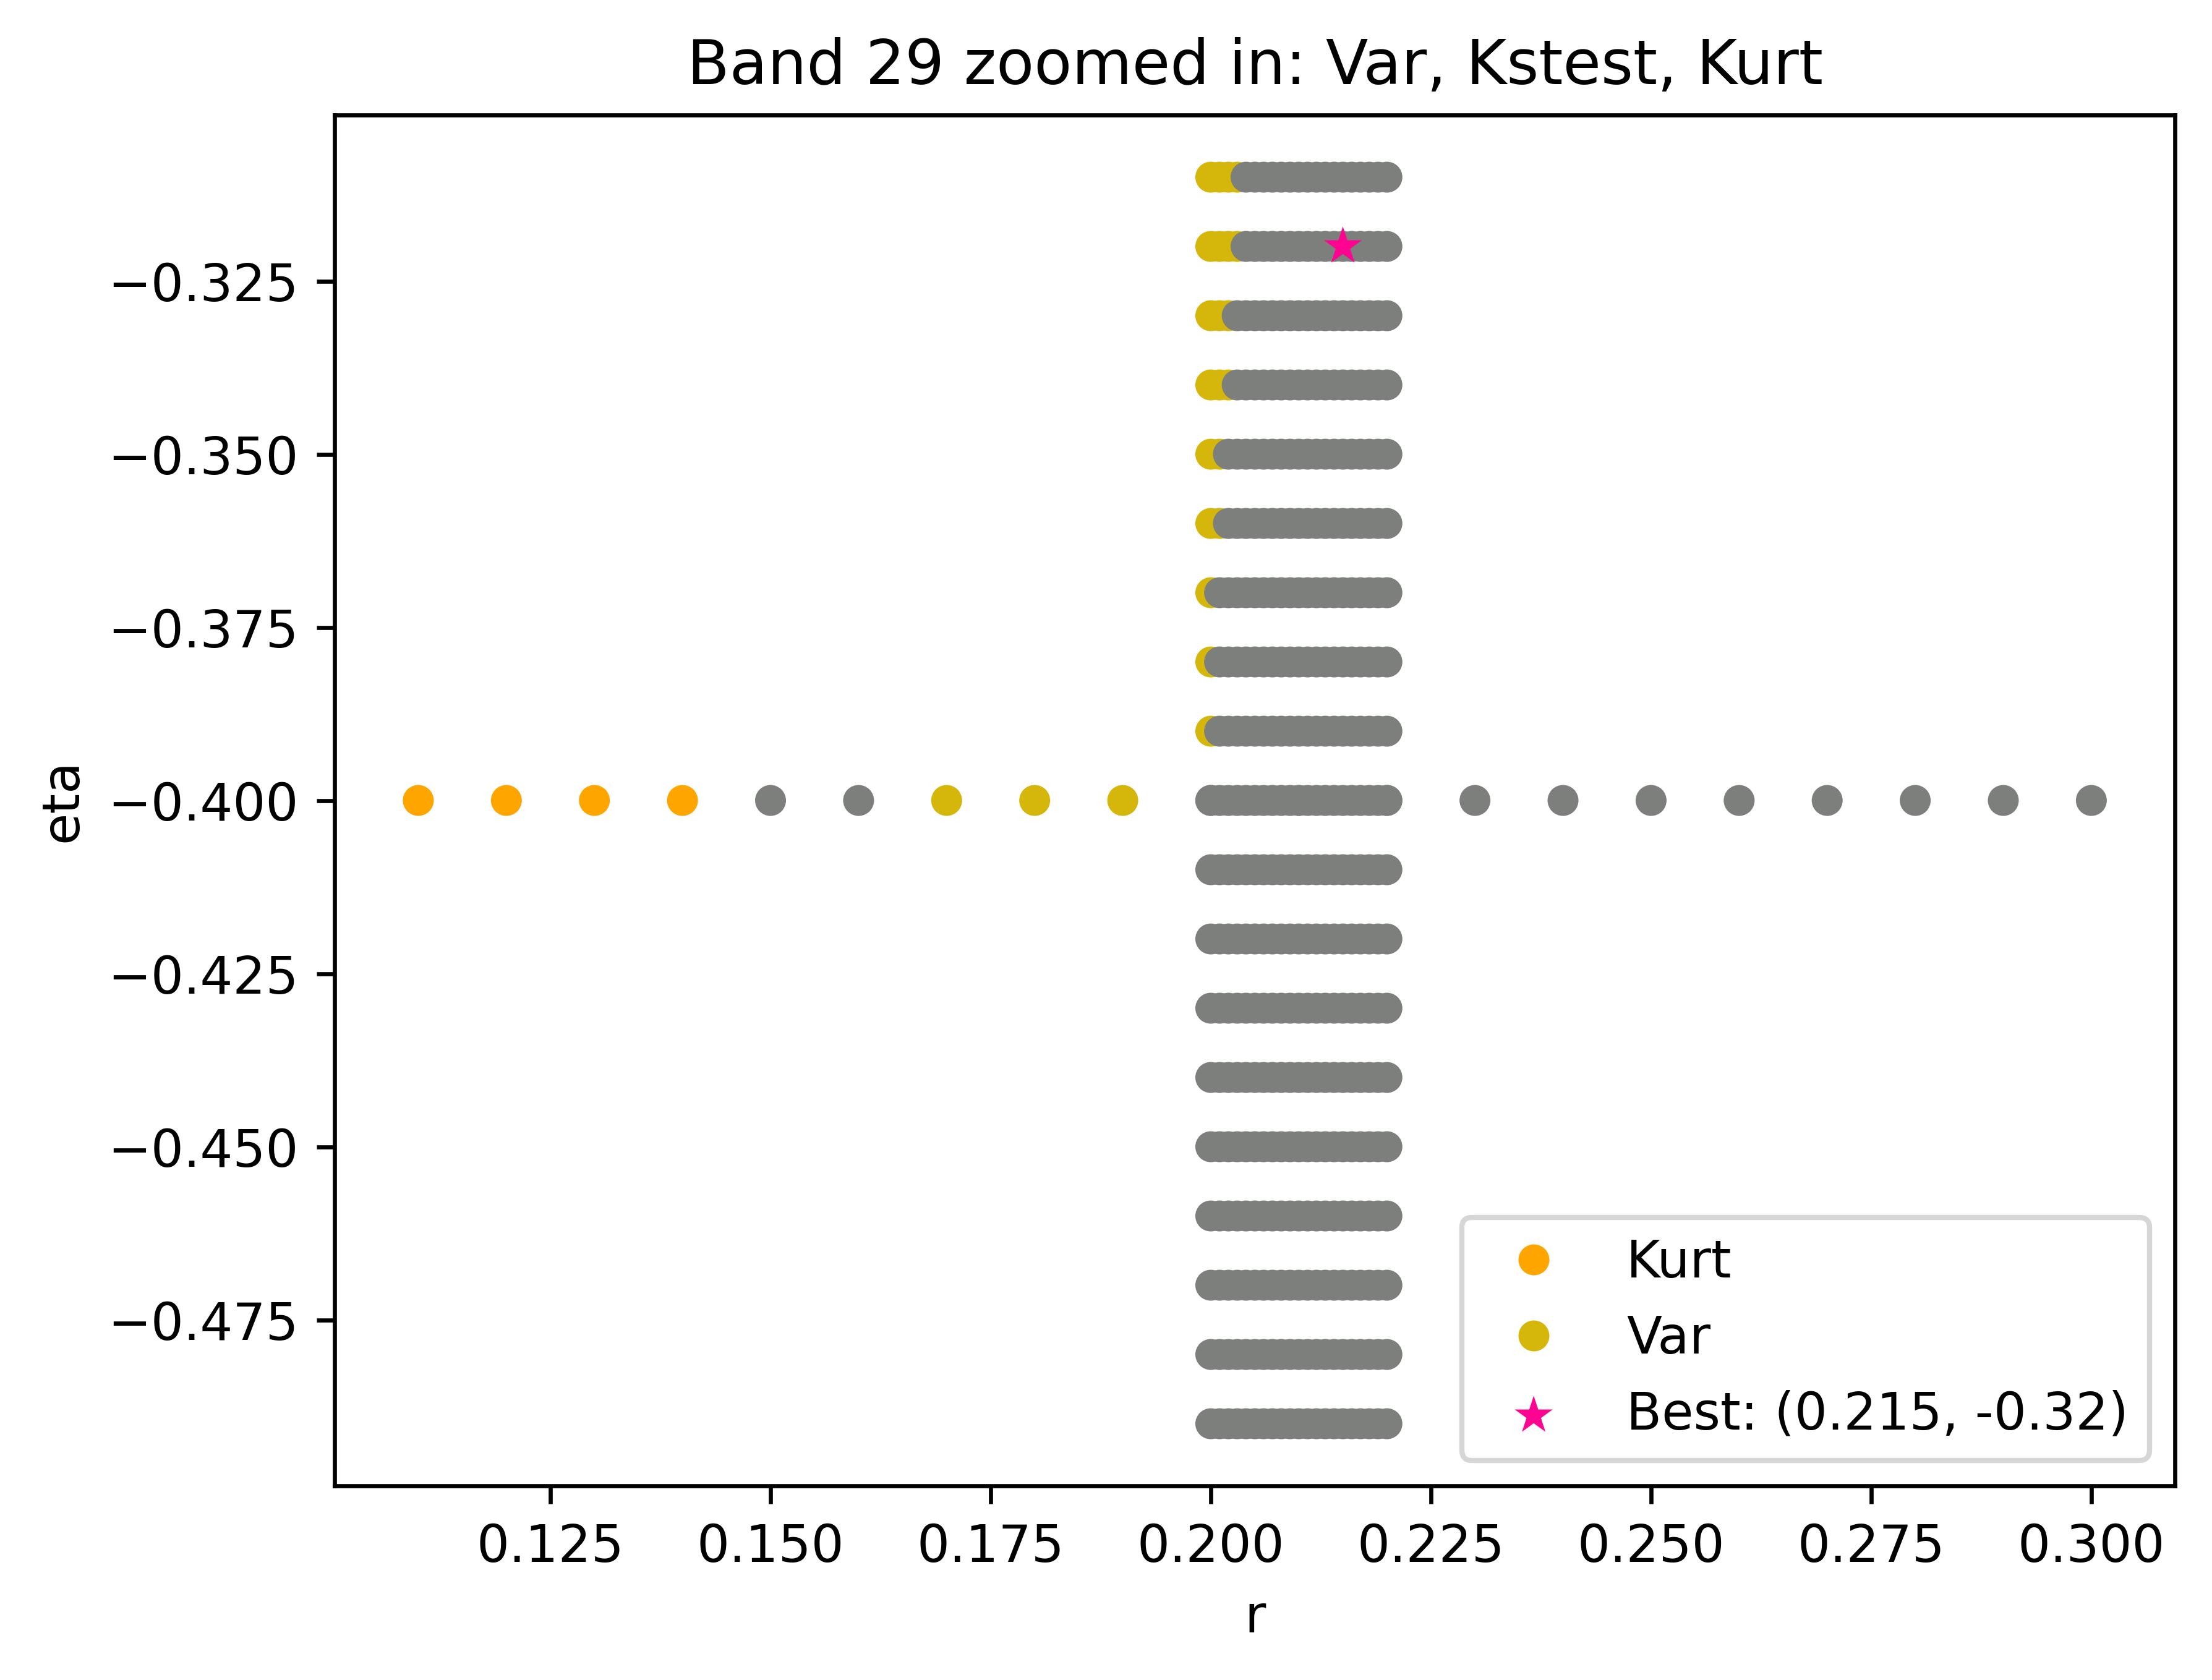 Band 29 zoomed in: Var, Kstest, Kurt
eta
−0.325
−0.350
−0.375
−0.400
−0.425
−0.450
−0.475
Kurt
Var
Best: (0.215, -0.32)
0.125 0.150 0.175 0.200 0.225 0.250 0.275 0.300
r